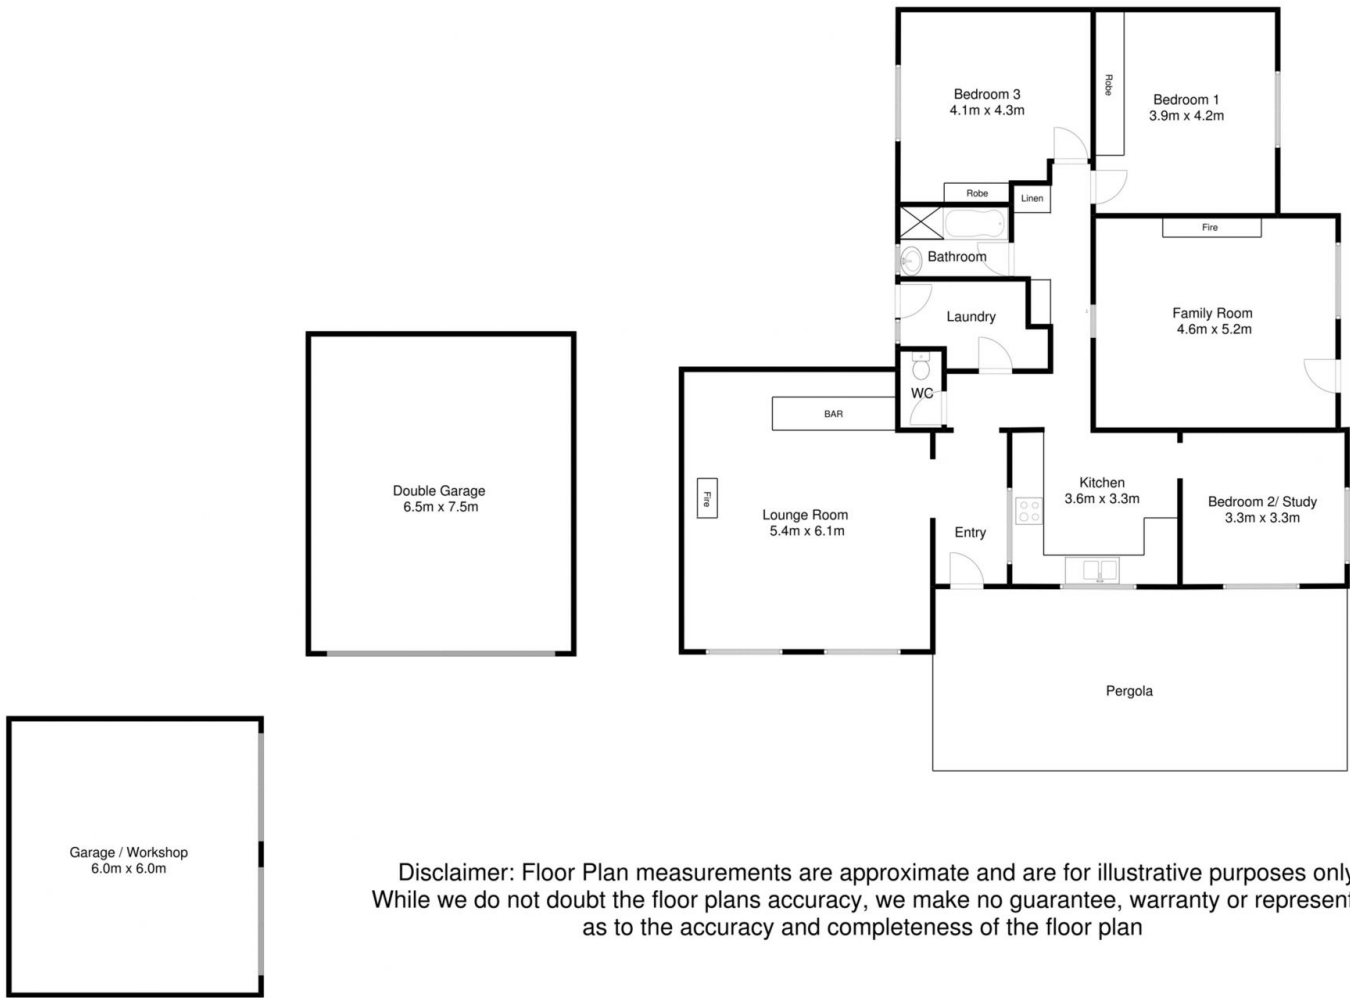 Bedroom 3
4.1m x 4.3m
Robe
Bedroom 1
3.9m x 4.2m
Robe
Linen
Bathroom
Fire
Family Room
4.6m x 5.2m
Laundry
WC
BAR
Fire
Lounge Room
5.4m x 6.1m
Entry
Kitchen
3.6m x 3.3m
Bedroom 2/ Study
3.3m x 3.3m
Double Garage
6.5m x 7.5m
Pergola
Garage / Workshop
6.0m x 6.0m
Disclaimer: Floor Plan measurements are approximate and are for illustrative purposes only
While we do not doubt the floor plans accuracy, we make no guarantee, warranty or represent
as to the accuracy and completeness of the floor plan